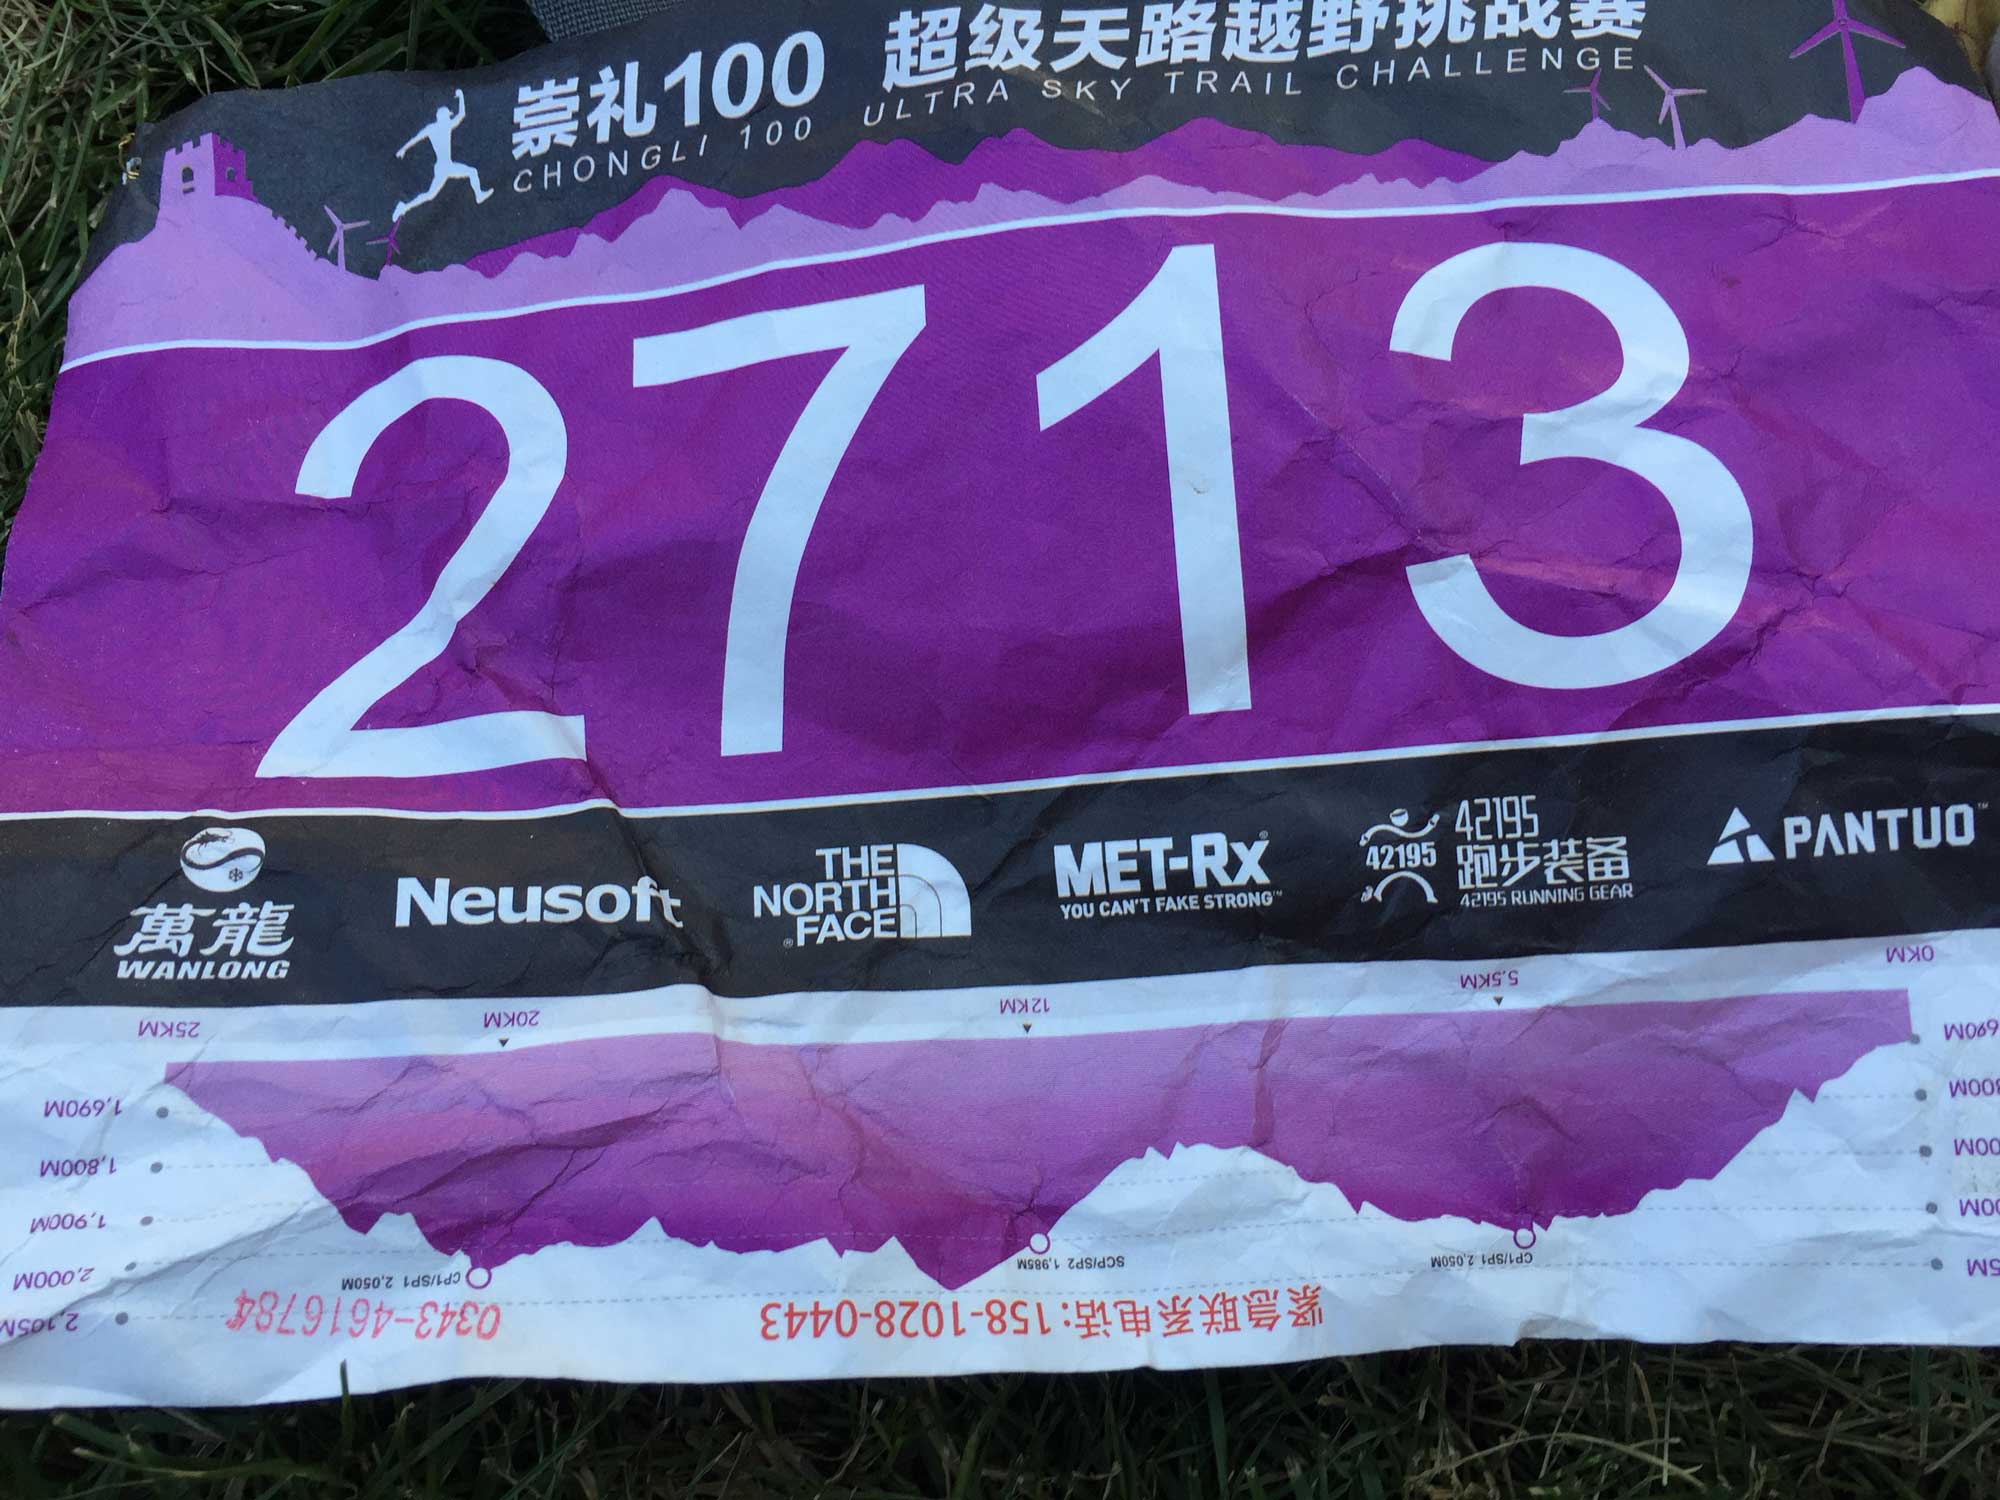 崇礼100 超级天路越野挑战赛
CHONGLI 100 ULTRA SKY TRAIL CHALLENGE
2713
萬龍
WANLONG
Neusoft
THE
NORTH
FACE
MET-Rx
YOU CAN'T FAKE STRONG™
42195
42195
跑步装备
42195 RUNNING GEAR
PANTUO™
紧急联系电话:158-1028-0443 0343-4616784
2,105M
2,000M
1,900M
1,800M
1,690M
CP1/SP1 2,050M
SCP/SP2 1,985M
CP1/SP1 2,050M
0KM
5.5KM
12KM
20KM
25KM